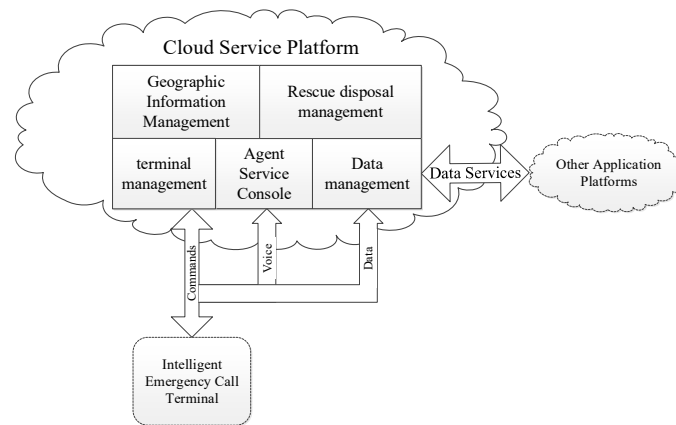 Cloud Service Platform
Geographic
Information
Management
Rescue disposal
management
terminal
management
Agent
Service
Console
Data
management
Data Services
Other Application
Platforms
Commands
Voice
Data
Intelligent
Emergency Call
Terminal